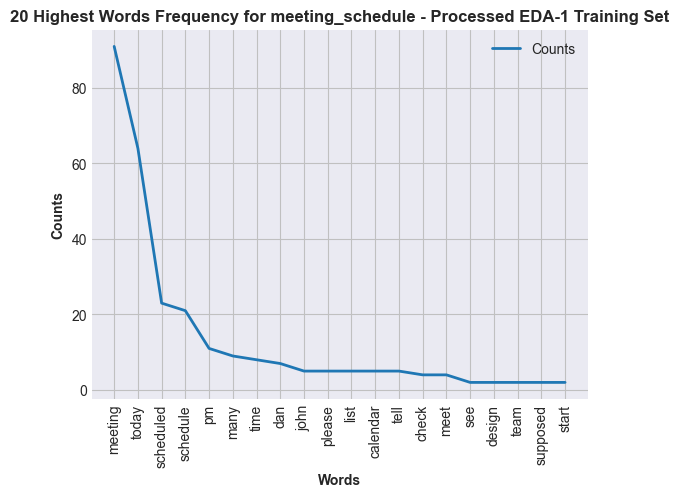 20 Highest Words Frequency for meeting_schedule - Processed EDA-1 Training Set
Counts
Counts
80
60
40
20
0
meeting
today
scheduled
schedule
pm
many
time
dan
john
please
list
calendar
tell
check
meet
see
design
team
supposed
start
Words